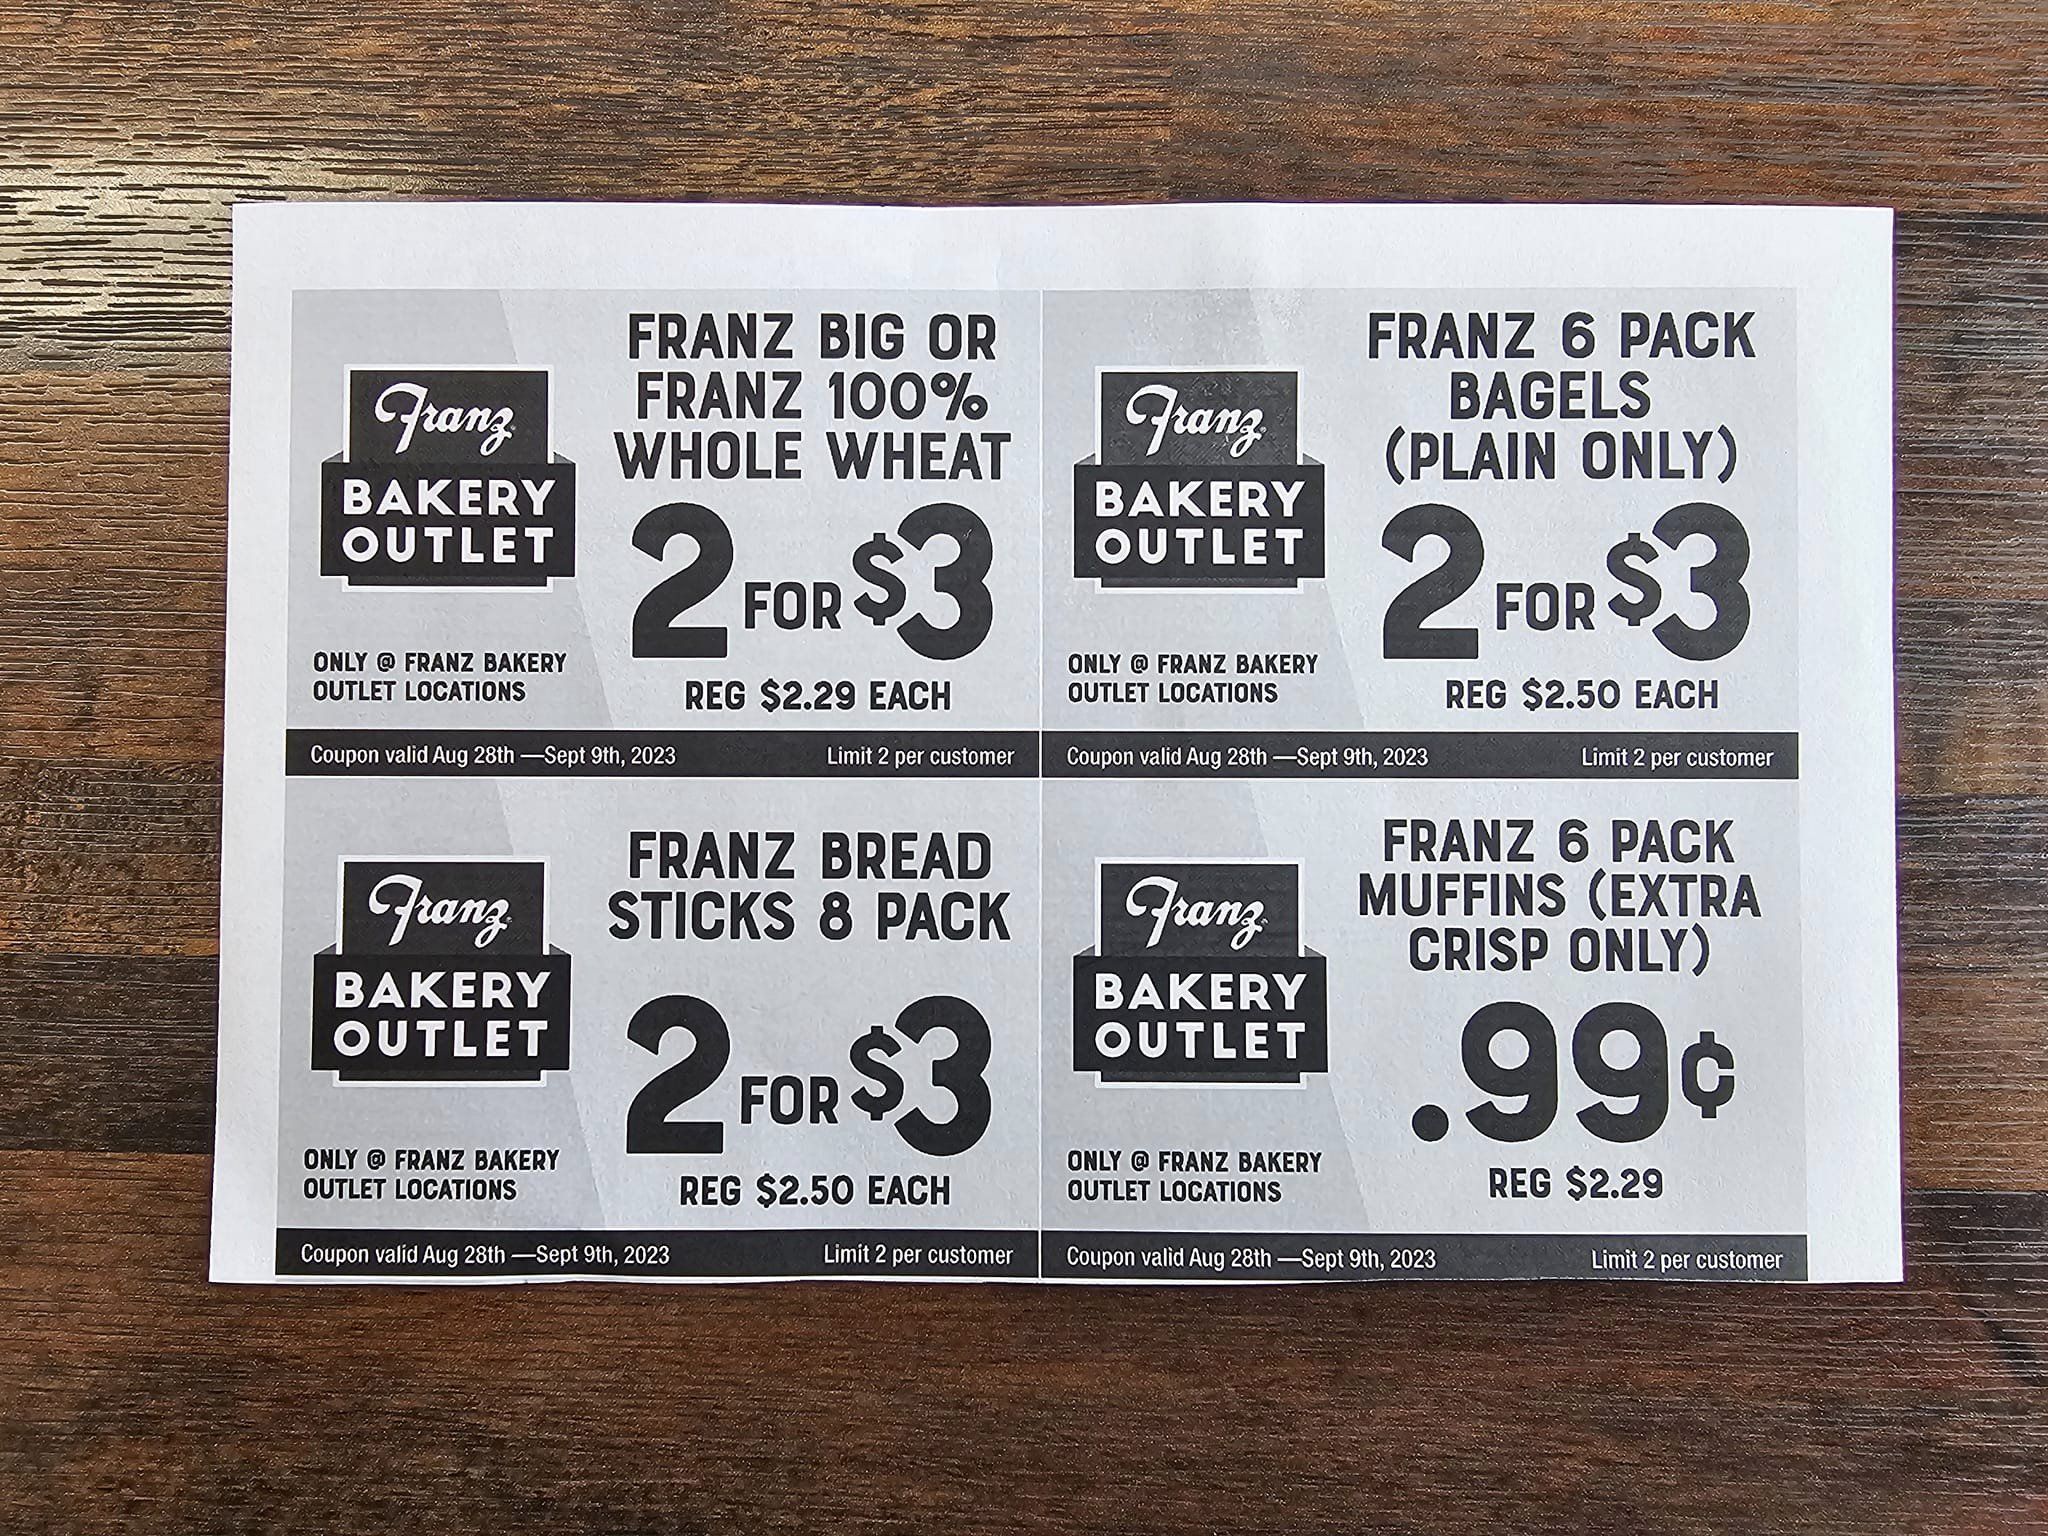 Franz
BAKERY
OUTLET
ONLY @ FRANZ BAKERY
OUTLET LOCATIONS
FRANZ BIG OR
FRANZ 100%
WHOLE WHEAT
2 FOR $3
REG $2.29 EACH
Coupon valid Aug 28th —Sept 9th, 2023
Limit 2 per customer
Franz
BAKERY
OUTLET
ONLY @ FRANZ BAKERY
OUTLET LOCATIONS
FRANZ 6 PACK
BAGELS
(PLAIN ONLY)
2 FOR $3
REG $2.50 EACH
Coupon valid Aug 28th —Sept 9th, 2023
Limit 2 per customer
Franz
BAKERY
OUTLET
ONLY @ FRANZ BAKERY
OUTLET LOCATIONS
FRANZ BREAD
STICKS 8 PACK
2 FOR $3
REG $2.50 EACH
Coupon valid Aug 28th —Sept 9th, 2023
Limit 2 per customer
Franz
BAKERY
OUTLET
ONLY @ FRANZ BAKERY
OUTLET LOCATIONS
FRANZ 6 PACK
MUFFINS (EXTRA
CRISP ONLY)
.99¢
REG $2.29
Coupon valid Aug 28th —Sept 9th, 2023
Limit 2 per customer